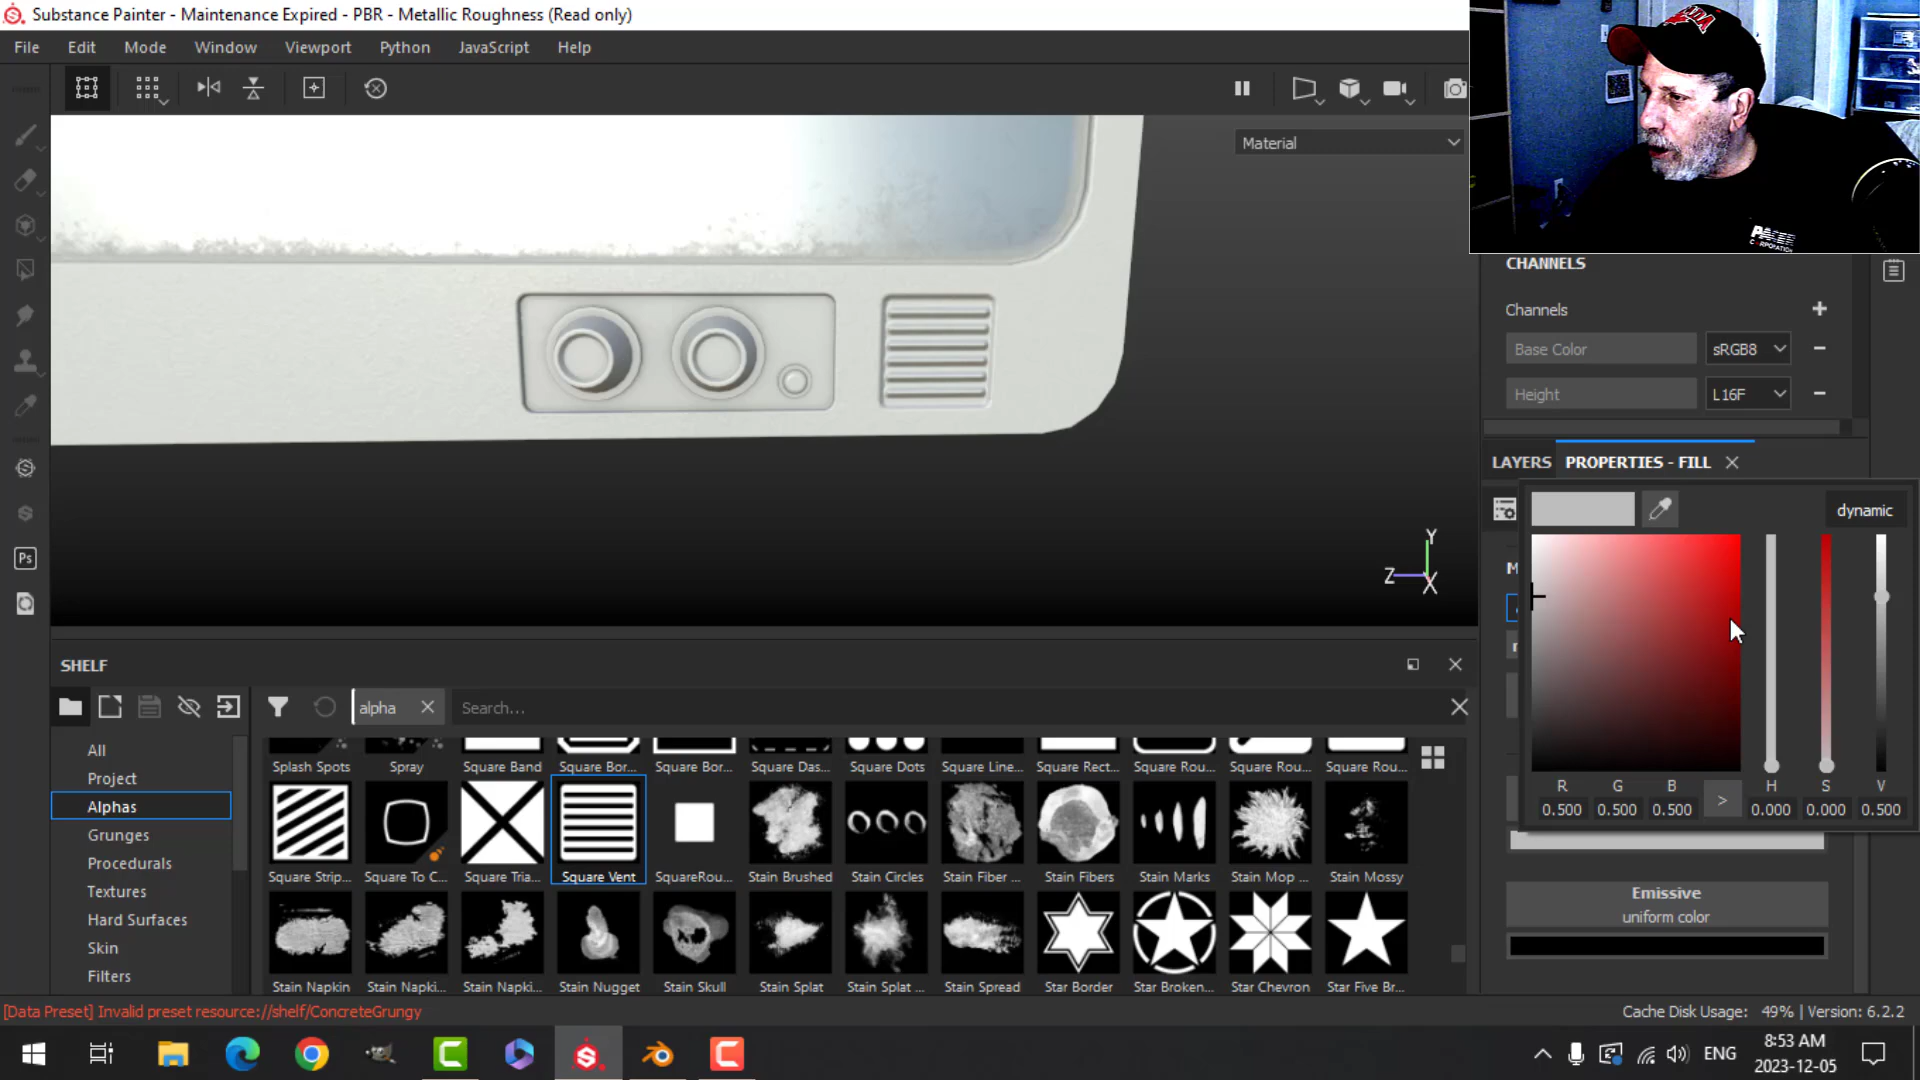 Substance Painter - Maintenance Expired - PBR - Metallic Roughness (Read only)
File Edit Mode Window Viewport Python JavaScript Help
Material
CHANNELS
Channels
Base Color sRGB8
Height L16F
LAYERS PROPERTIES - FILL
dynamic
Y
Z X
R G B H S V
0.500 0.500 0.500 > 0.000 0.000 0.500
Emissive
uniform color
Ps
SHELF
alpha Search...
All
Project
Alphas
Grunges
Procedurals
Textures
Hard Surfaces
Skin
Filters
Splash Spots Spray Square Band Square Bor... Square Bor... Square Das... Square Dots Square Line... Square Rect... Square Rou... Square Rou... Square Rou...
Square Strip... Square To C... Square Tria... Square Vent SquareRou... Stain Brushed Stain Circles Stain Fiber ... Stain Fibers Stain Marks Stain Mop ... Stain Mossy
Stain Napkin Stain Napki... Stain Napki... Stain Nugget Stain Skull Stain Splat Stain Splat ... Stain Spread Star Border Star Broken... Star Chevron Star Five Br...
[Data Preset] Invalid preset resource://shelf/ConcreteGrungy
Cache Disk Usage: 49% | Version: 6.2.2
ENG
8:53 AM
2023-12-05